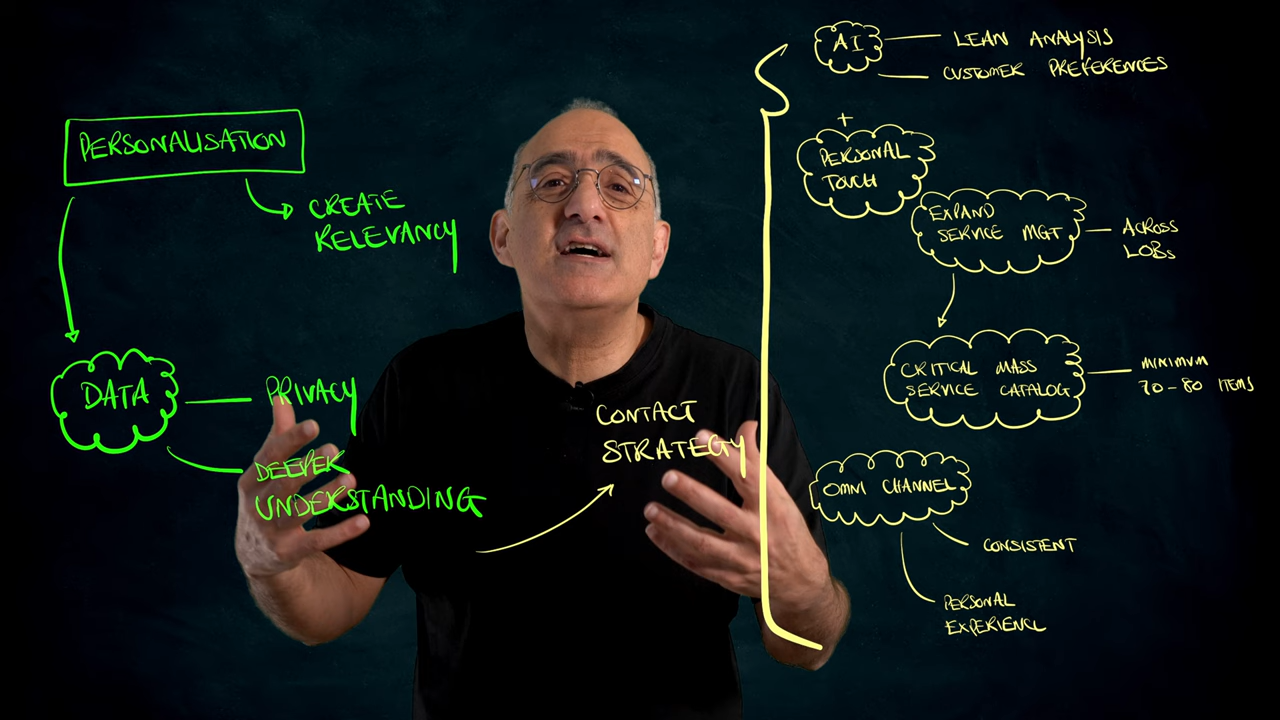 PERSONALISATION
CREATE
RELEVANCY
DATA
PRIVACY
DEEPER
UNDERSTANDING
CONTACT
STRATEGY
AI
LEAN ANALYSIS
CUSTOMER PREFERENCES
+
PERSONAL
TOUCH
EXPAND
SERVICE MGT
ACROSS
LOBs
CRITICAL MASS
SERVICE CATALOG
MINIMUM
70-80 ITEMS
OMNI CHANNEL
CONSISTENT
PERSONAL
EXPERIENCE